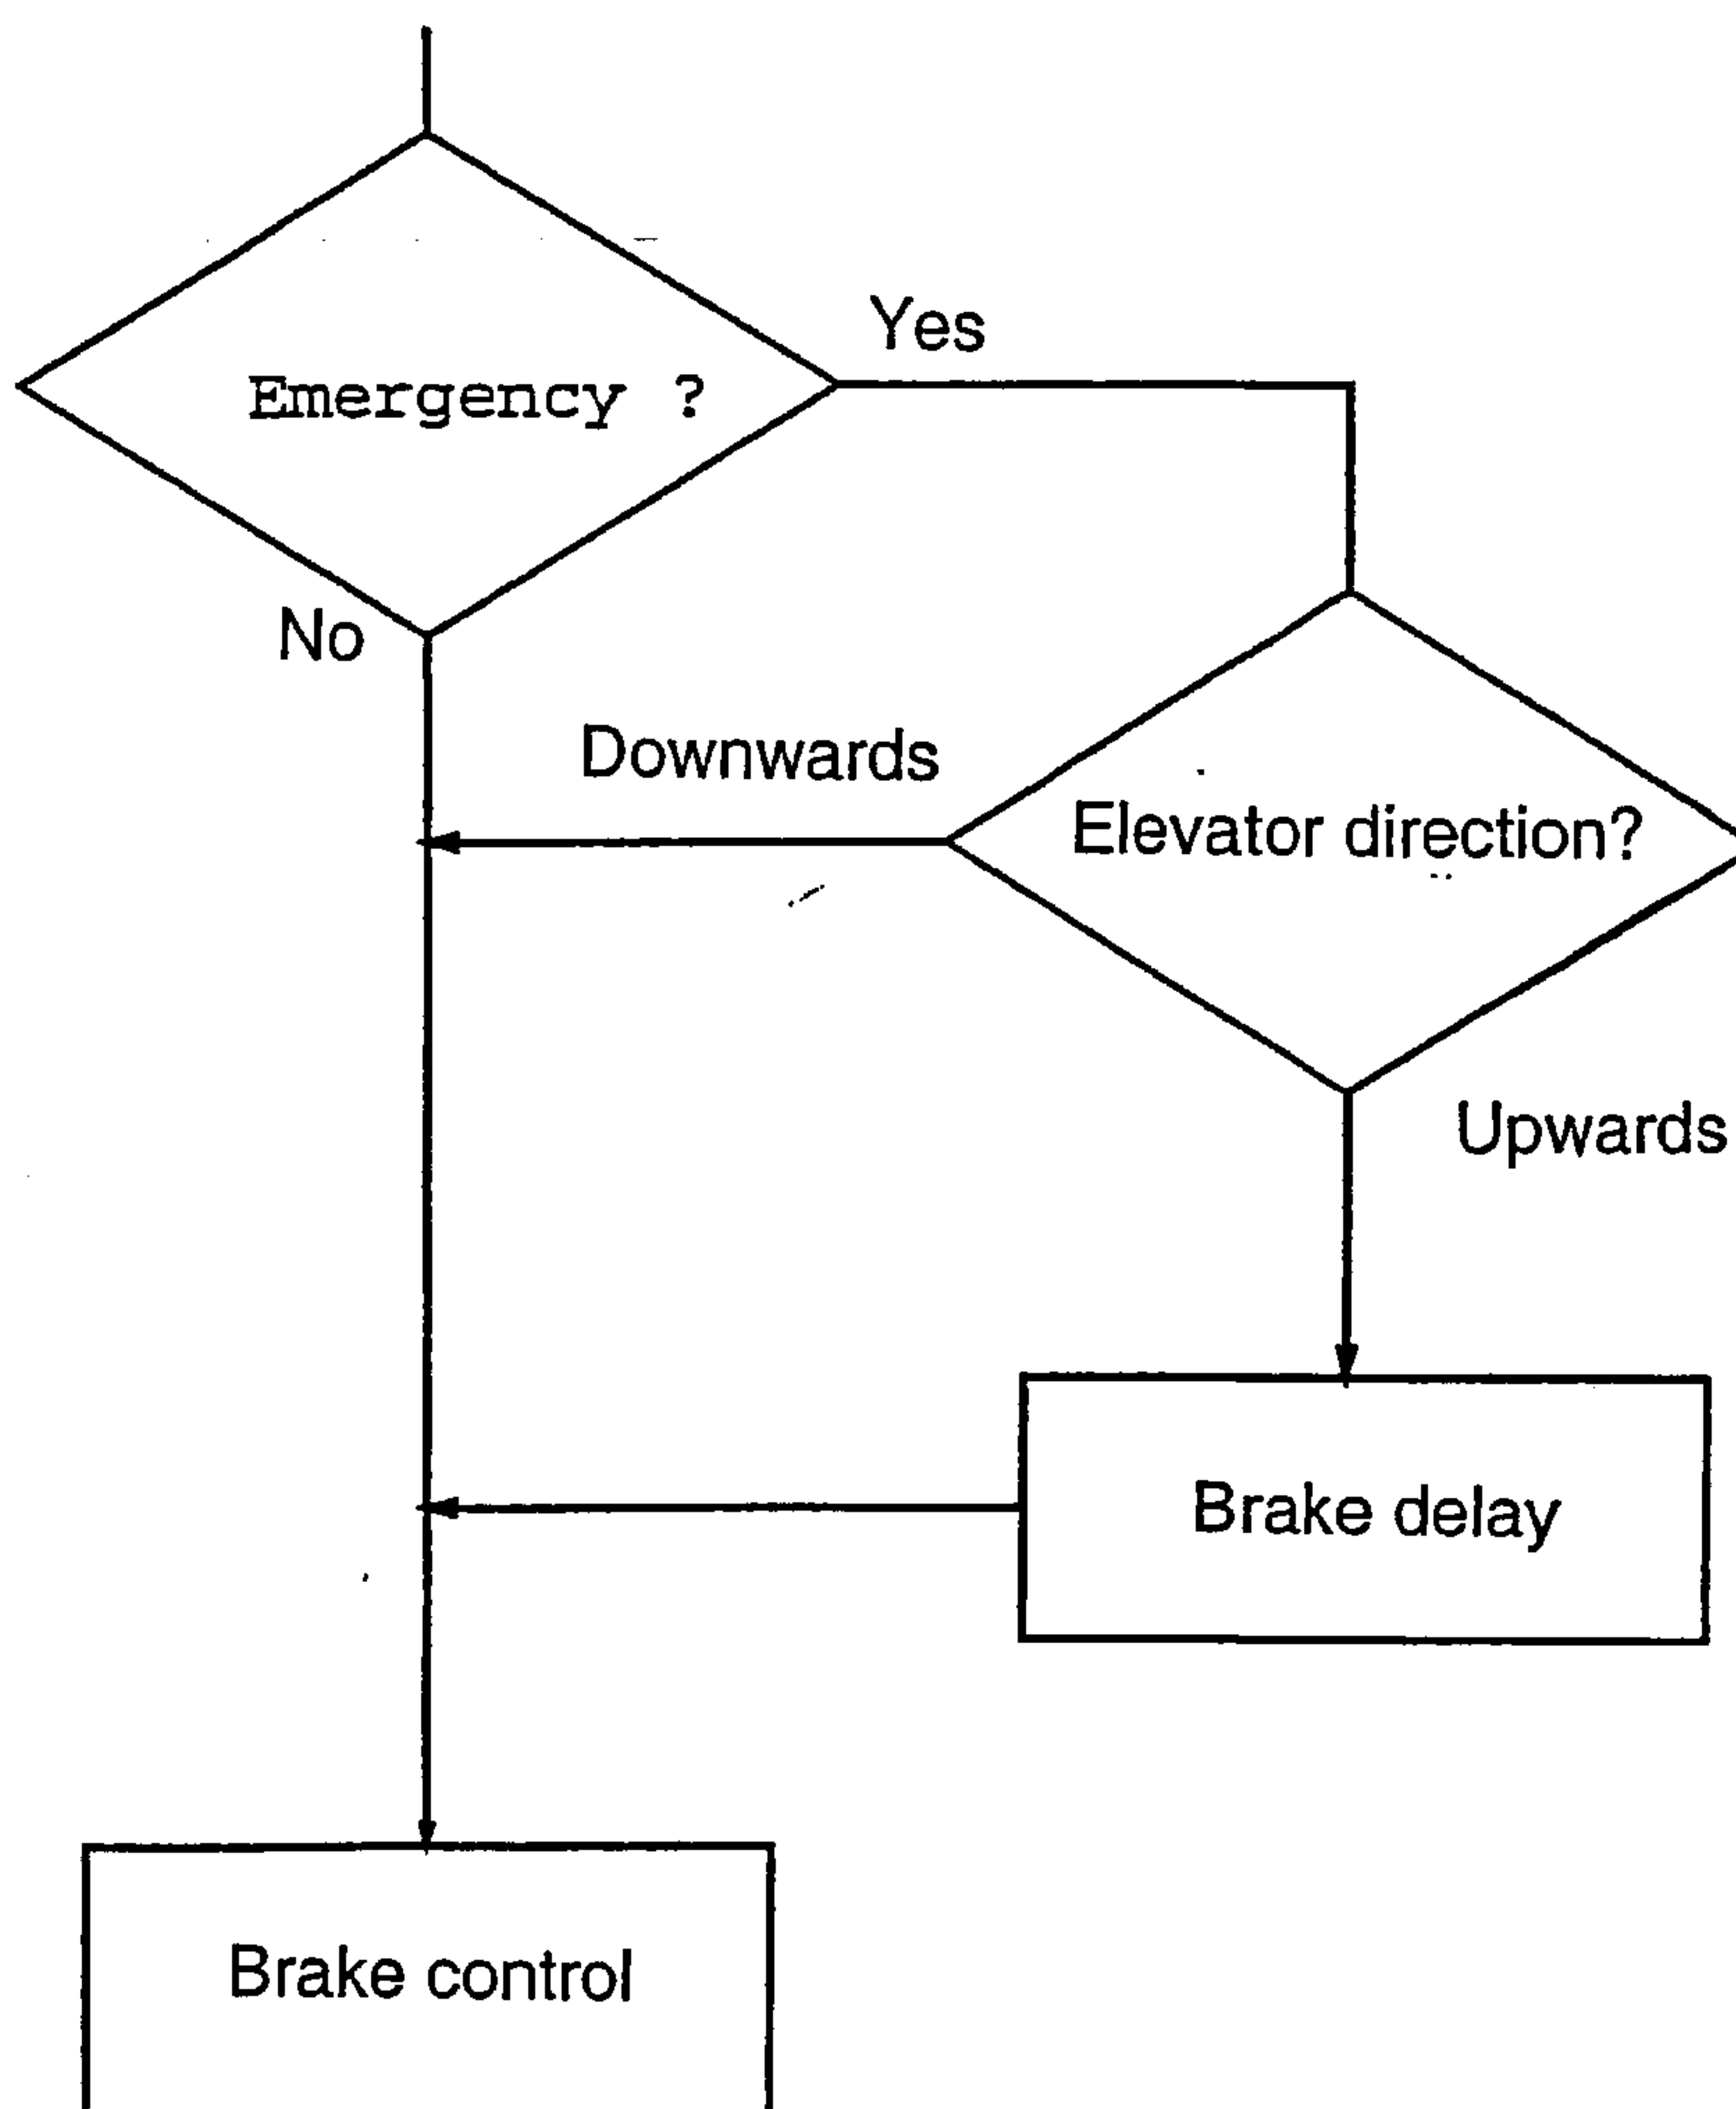 Yes
Emergency ?
No
Downwards
Elevator direction?
Upwards
Brake delay
Brake control